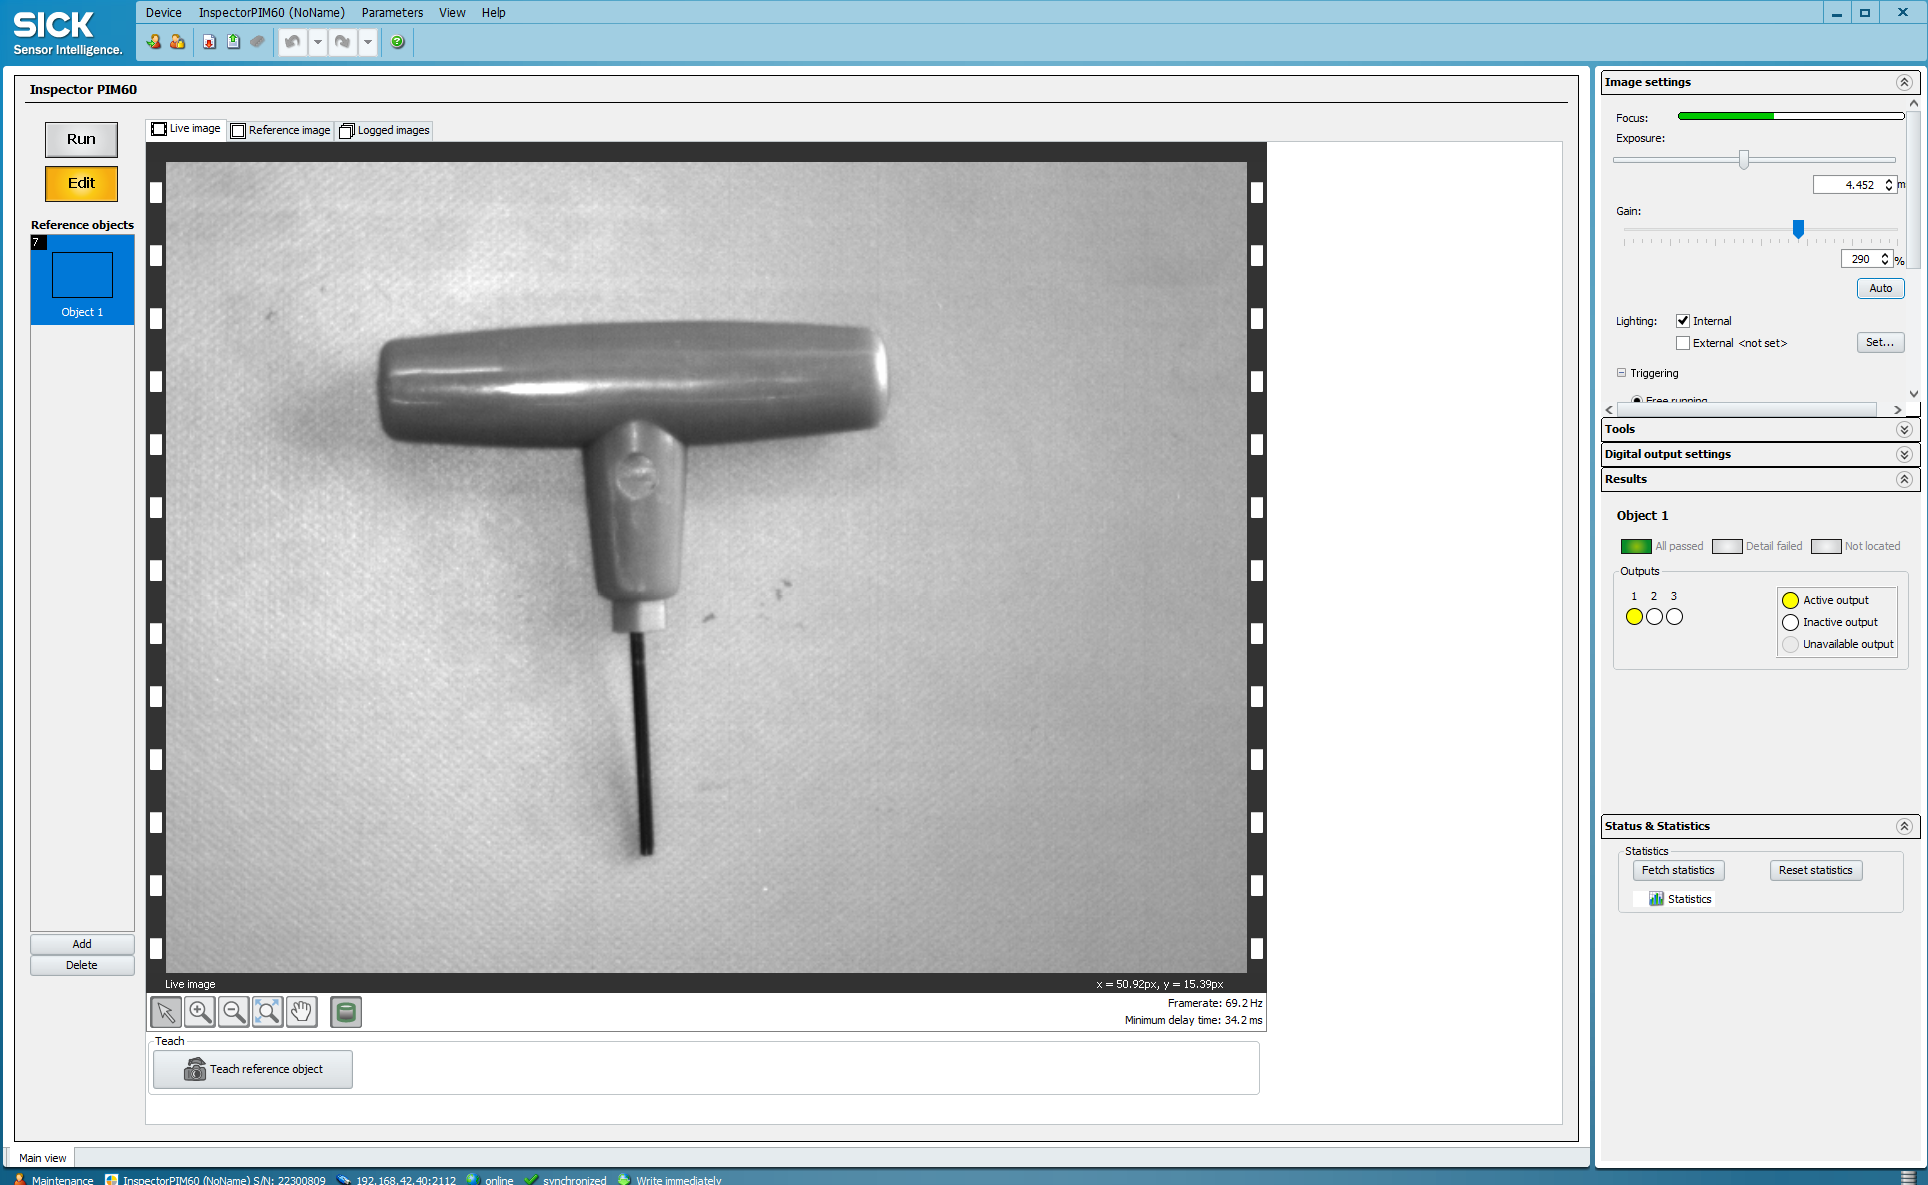 SICK
Sensor Intelligence.
Device InspectorPIM60 (NoName) Parameters View Help
Inspector PIM60
Run
Edit
Reference objects
7
Object 1
Add
Delete
Live image Reference image Logged images
Live image x = 50.92px, y = 15.39px
Framerate: 69.2 Hz
Minimum delay time: 34.2 ms
Teach
Teach reference object
Main view
Image settings
Focus:
Exposure:
4.452 m
Gain:
290 %
Auto
Lighting: Internal
External <not set> Set...
Triggering
Free running
Tools
Digital output settings
Results
Object 1
All passed Detail failed Not located
Outputs
1 2 3
Active output
Inactive output
Unavailable output
Status & Statistics
Statistics
Fetch statistics Reset statistics
Statistics
Maintenance InspectorPIM60 (NoName) S/N: 22300809 192.168.42.40:2112 online synchronized Write immediately